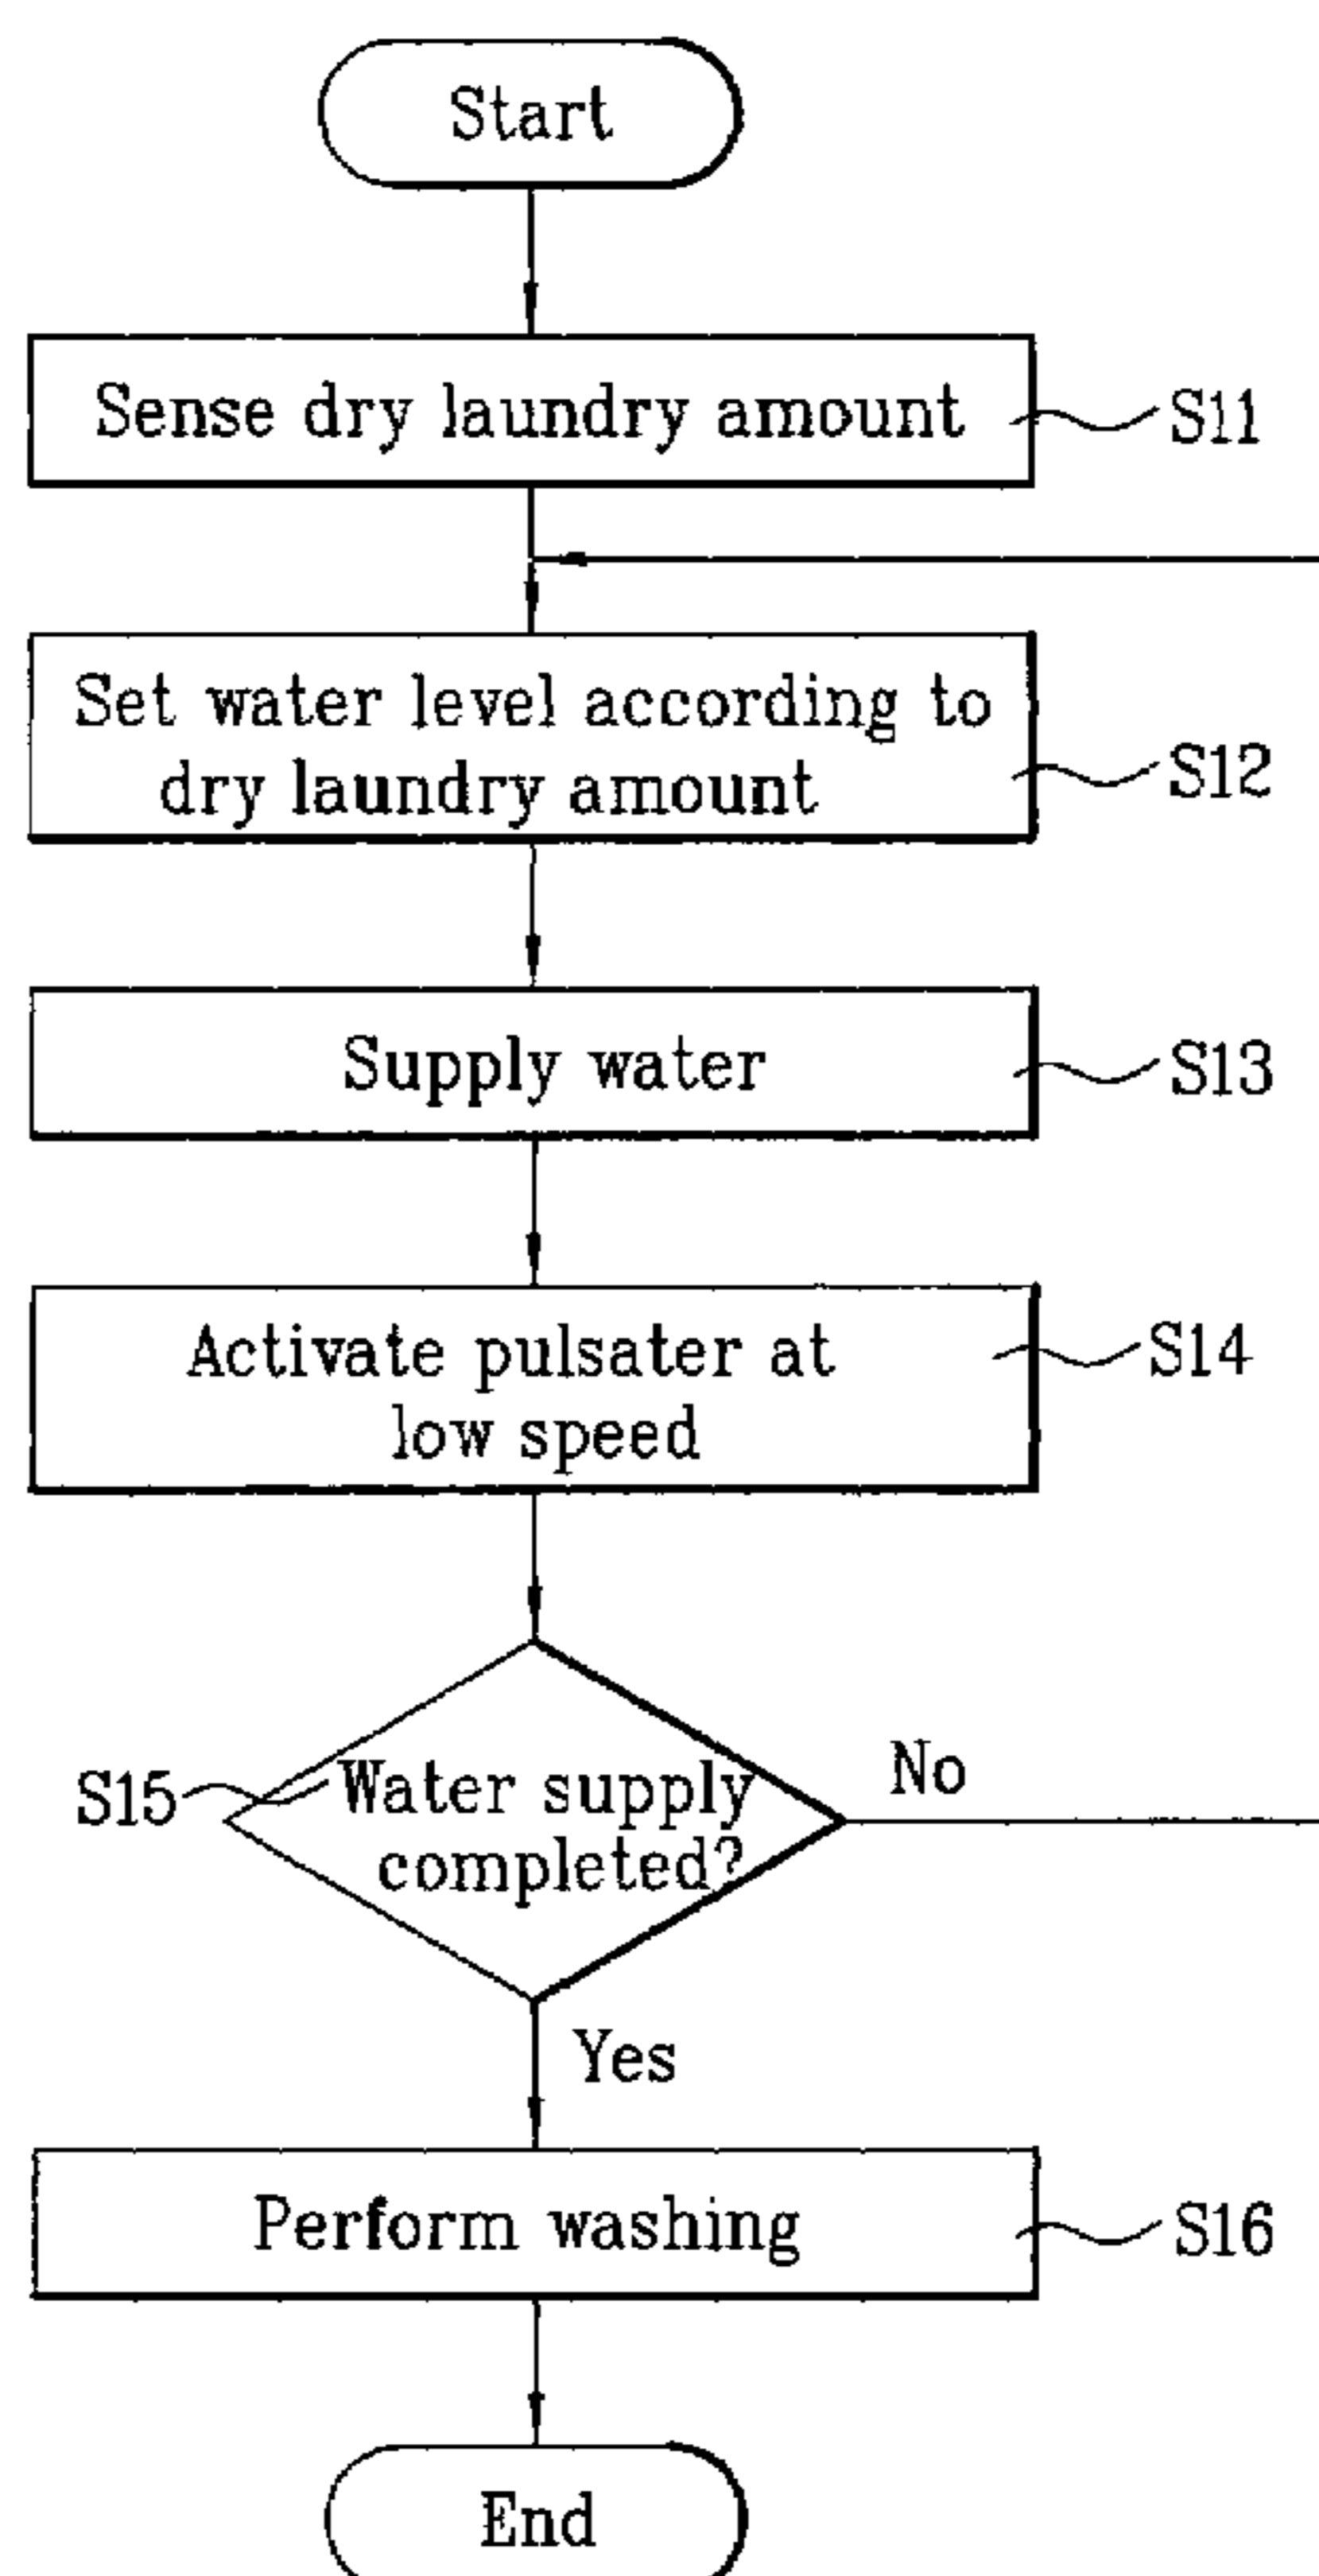 Start
Sense dry laundry amount
S11
Set water level according to
dry laundry amount
S12
Supply water
S13
Activate pulsater at
low speed
S14
S15
Water supply
completed?
No
Yes
Perform washing
S16
End